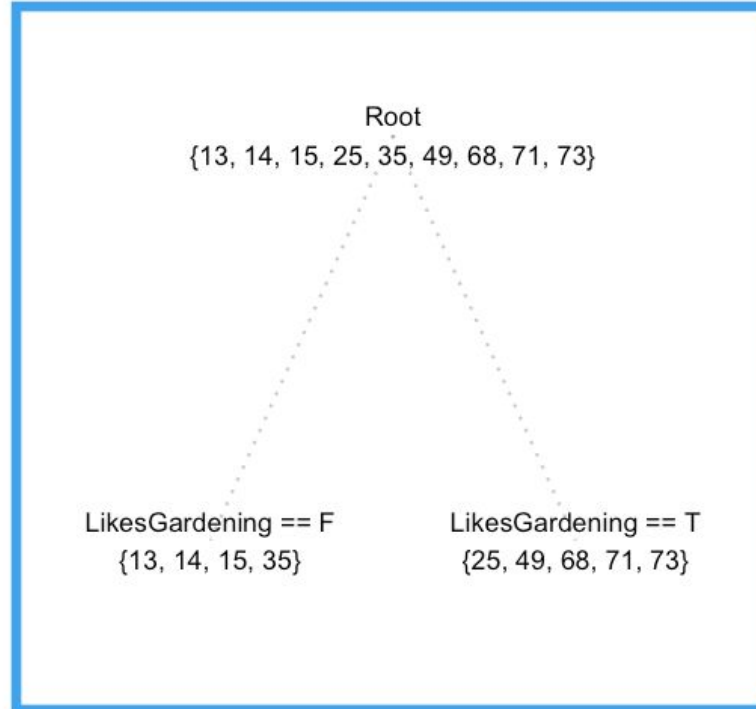 Root
{13, 14, 15, 25, 35, 49, 68, 71, 73}
LikesGardening == F
{13, 14, 15, 35}
LikesGardening == T
{25, 49, 68, 71, 73}